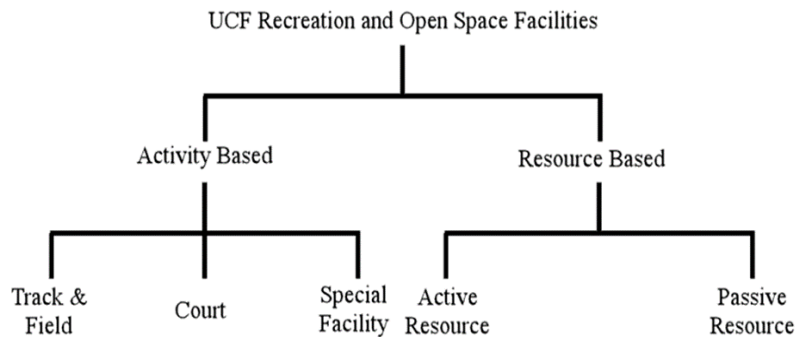 UCF Recreation and Open Space Facilities
Activity Based
Resource Based
Track &
Field
Court
Special
Facility
Active
Resource
Passive
Resource